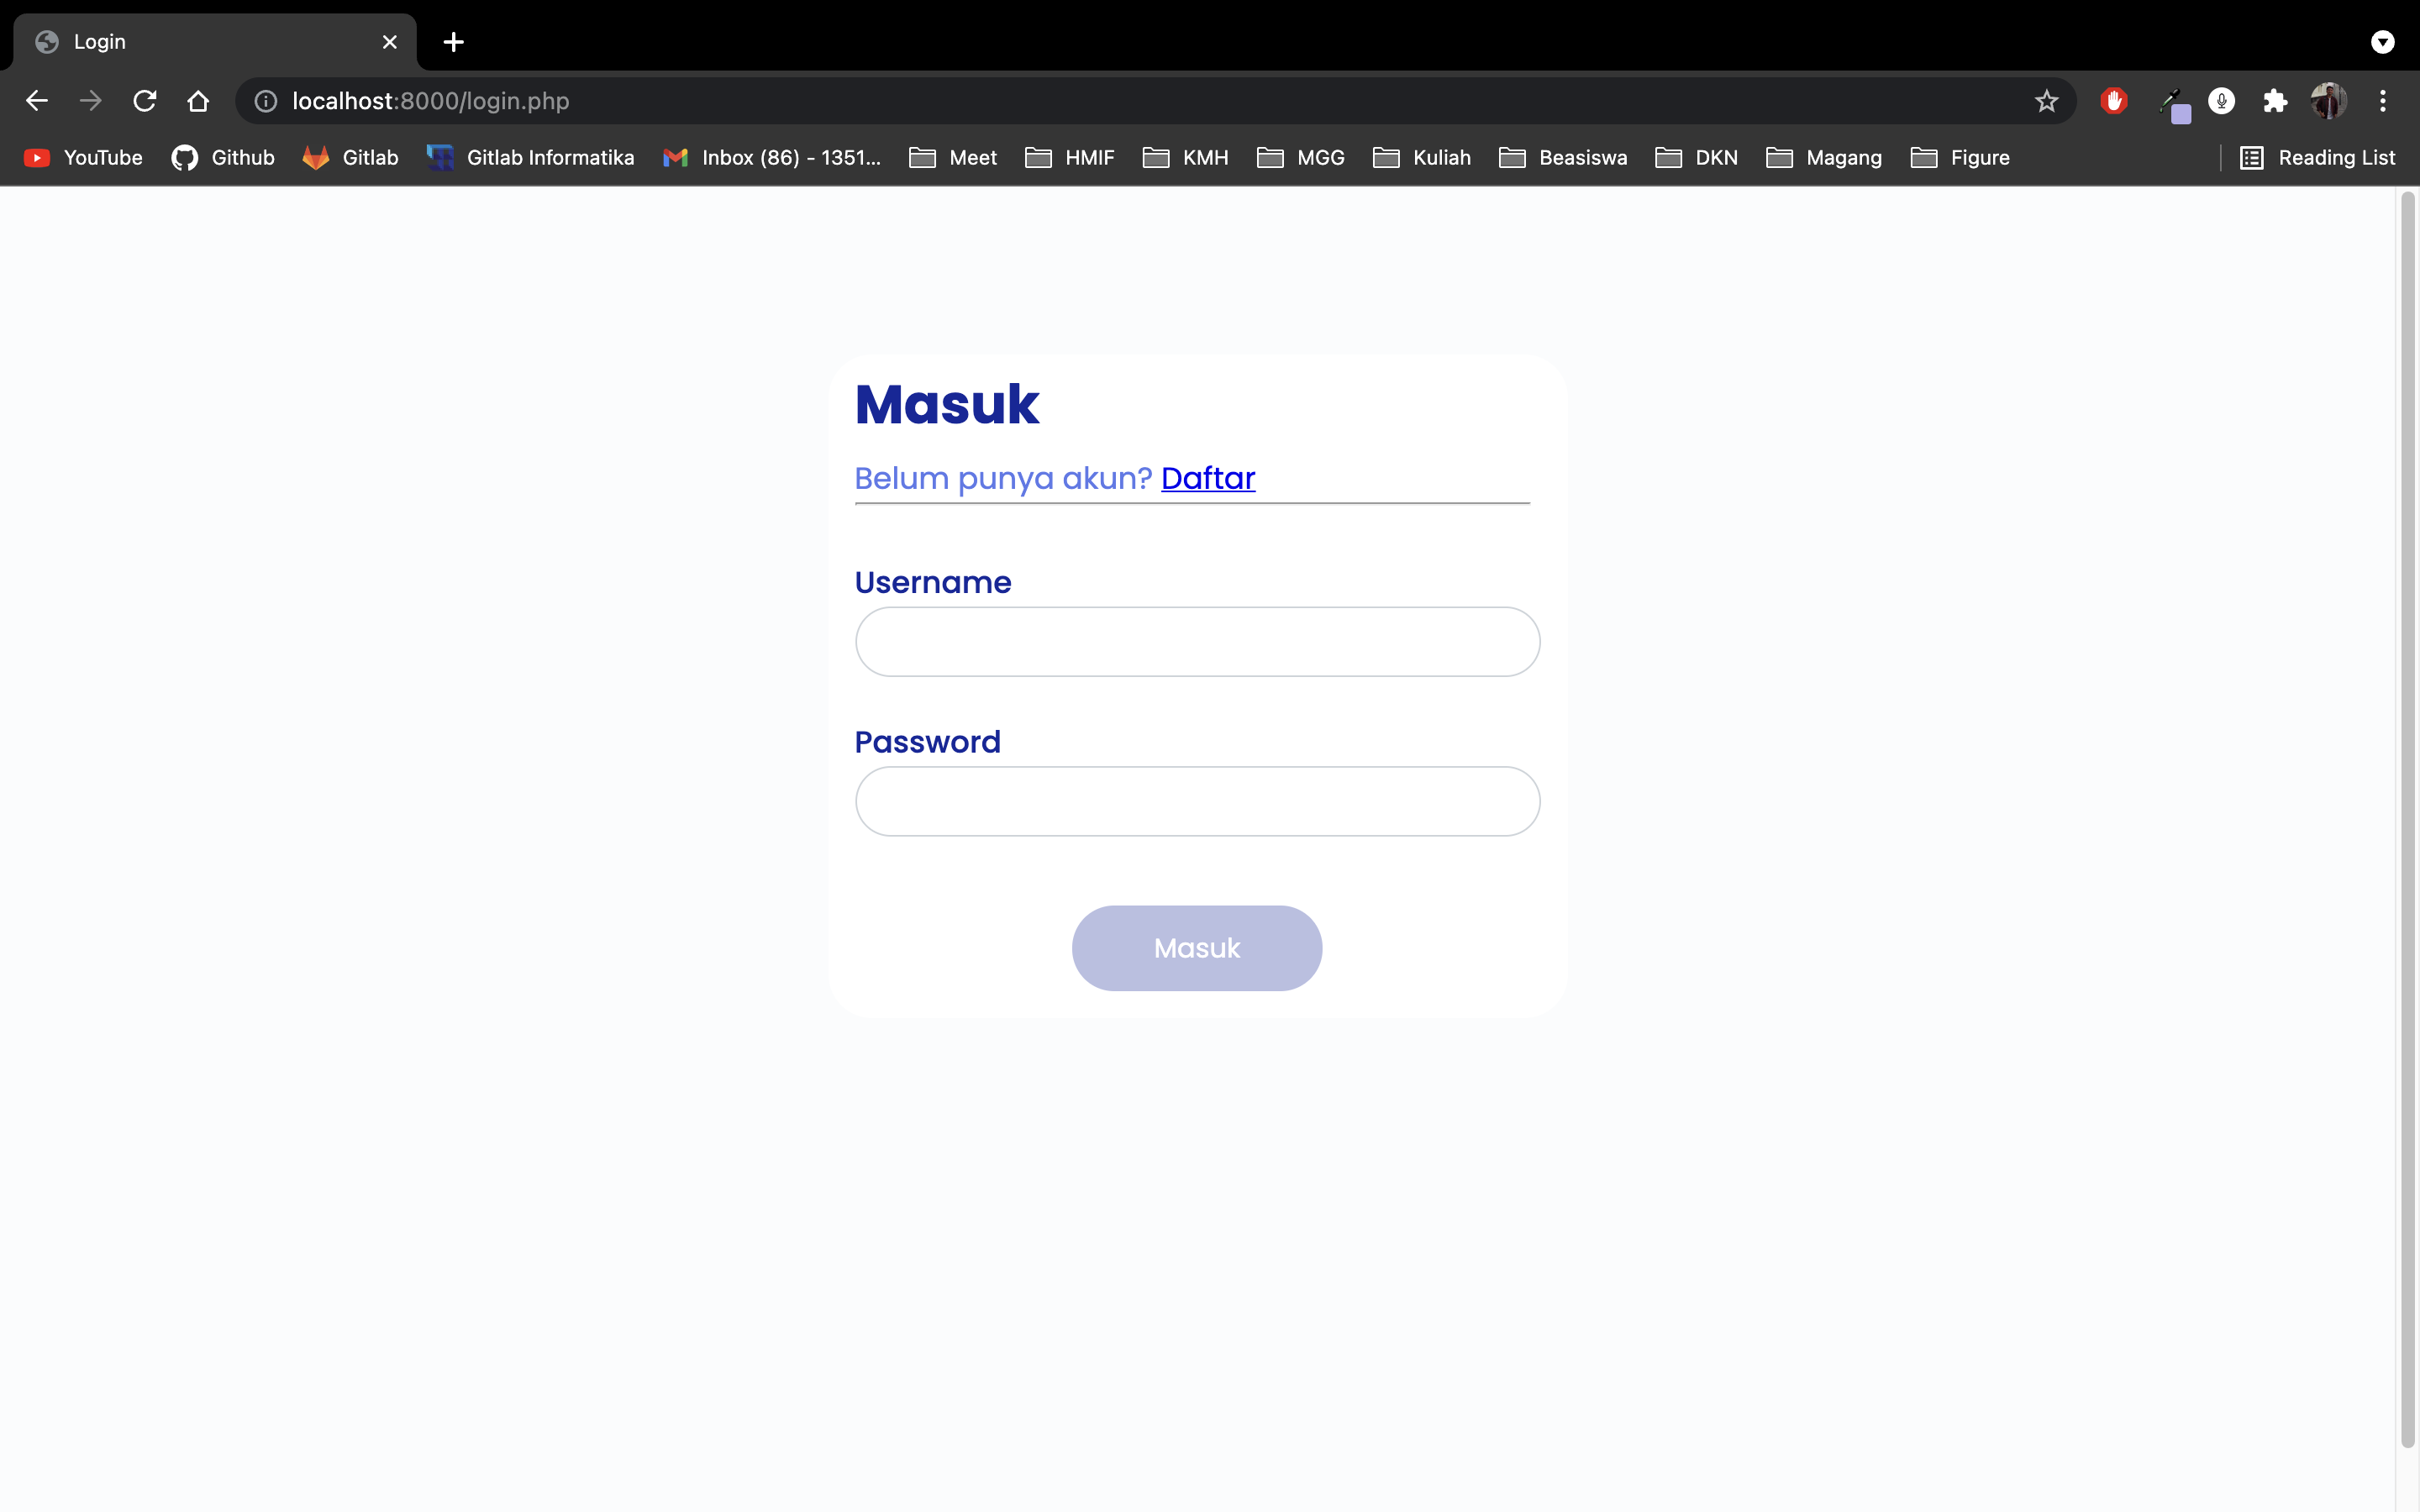 Login
localhost:8000/login.php
YouTube Github Gitlab Gitlab Informatika Inbox (86) - 1351... Meet HMIF KMH MGG Kuliah Beasiswa DKN Magang Figure Reading List
Masuk
Belum punya akun? Daftar
Username
Password
Masuk